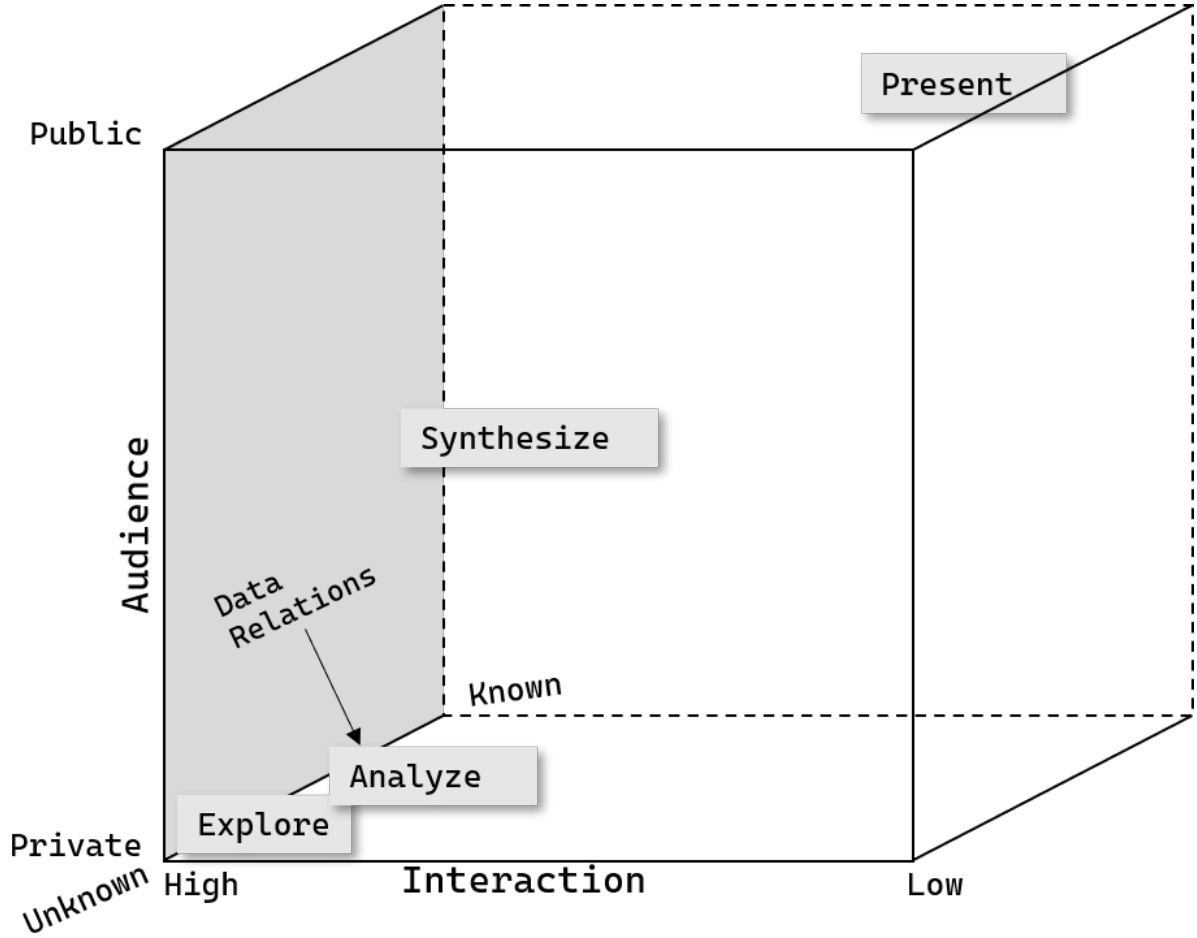 Present
Public
Synthesize
Audience
Data
Relations
Known
Analyze
Explore
Private
Unknown
High
Interaction
Low